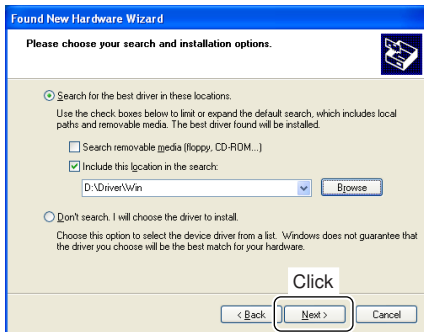 Found New Hardware Wizard
Please choose your search and installation options.
Search for the best driver in these locations.
Use the check boxes below to limit or expand the default search, which includes local
paths and removable media. The best driver found will be installed.
Search removable media (floppy, CD-ROM...)
Include this location in the search:
D:\Driver\Win
Browse
Don't search. I will choose the driver to install.
Choose this option to select the device driver from a list. Windows does not guarantee that
the driver you choose will be the best match for your hardware.
Click
< Back
Next >
Cancel